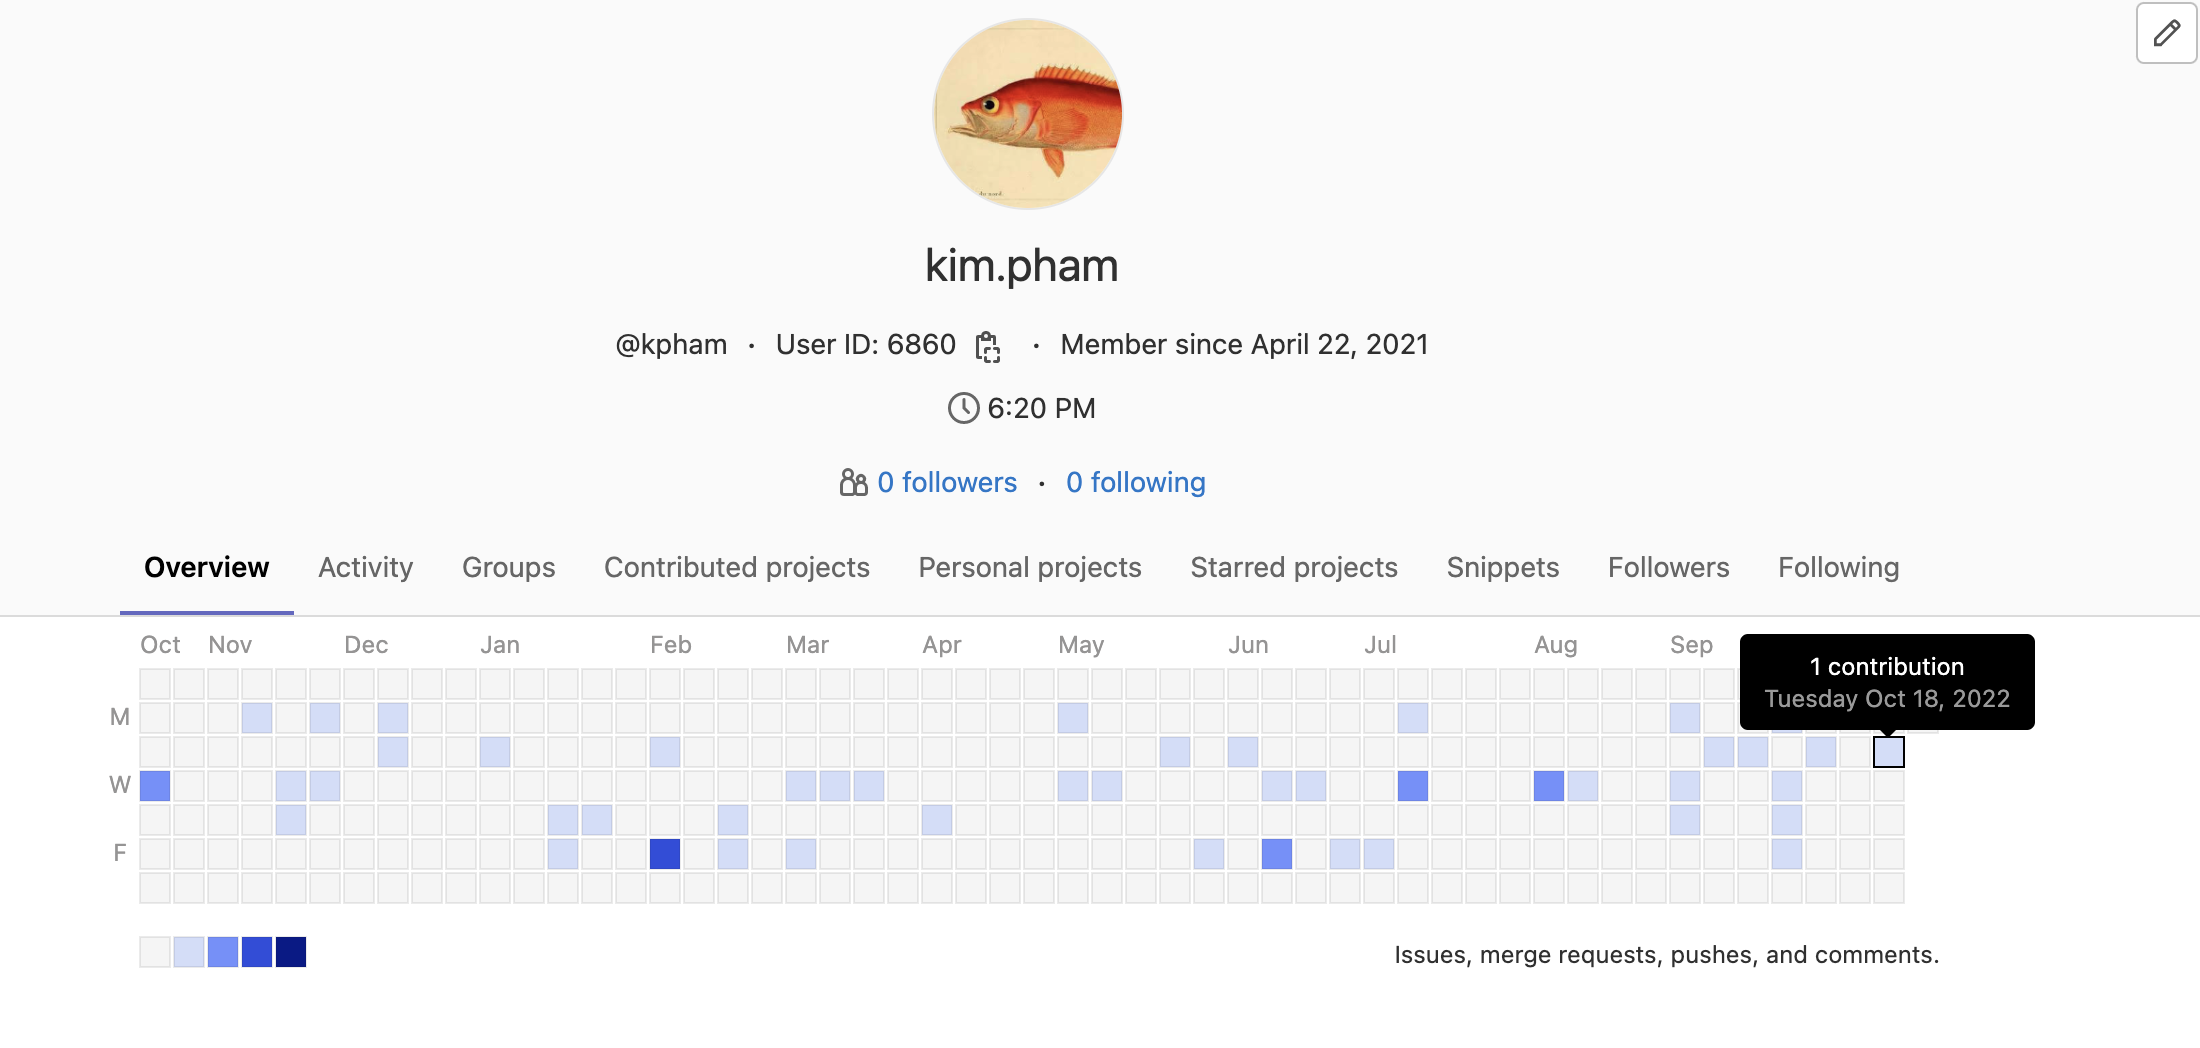 kim.pham
@kpham · User ID: 6860 · Member since April 22, 2021
6:20 PM
0 followers · 0 following
Overview Activity Groups Contributed projects Personal projects Starred projects Snippets Followers Following
Oct Nov Dec Jan Feb Mar Apr May Jun Jul Aug Sep
1 contribution
Tuesday Oct 18, 2022
M
W
F
Issues, merge requests, pushes, and comments.